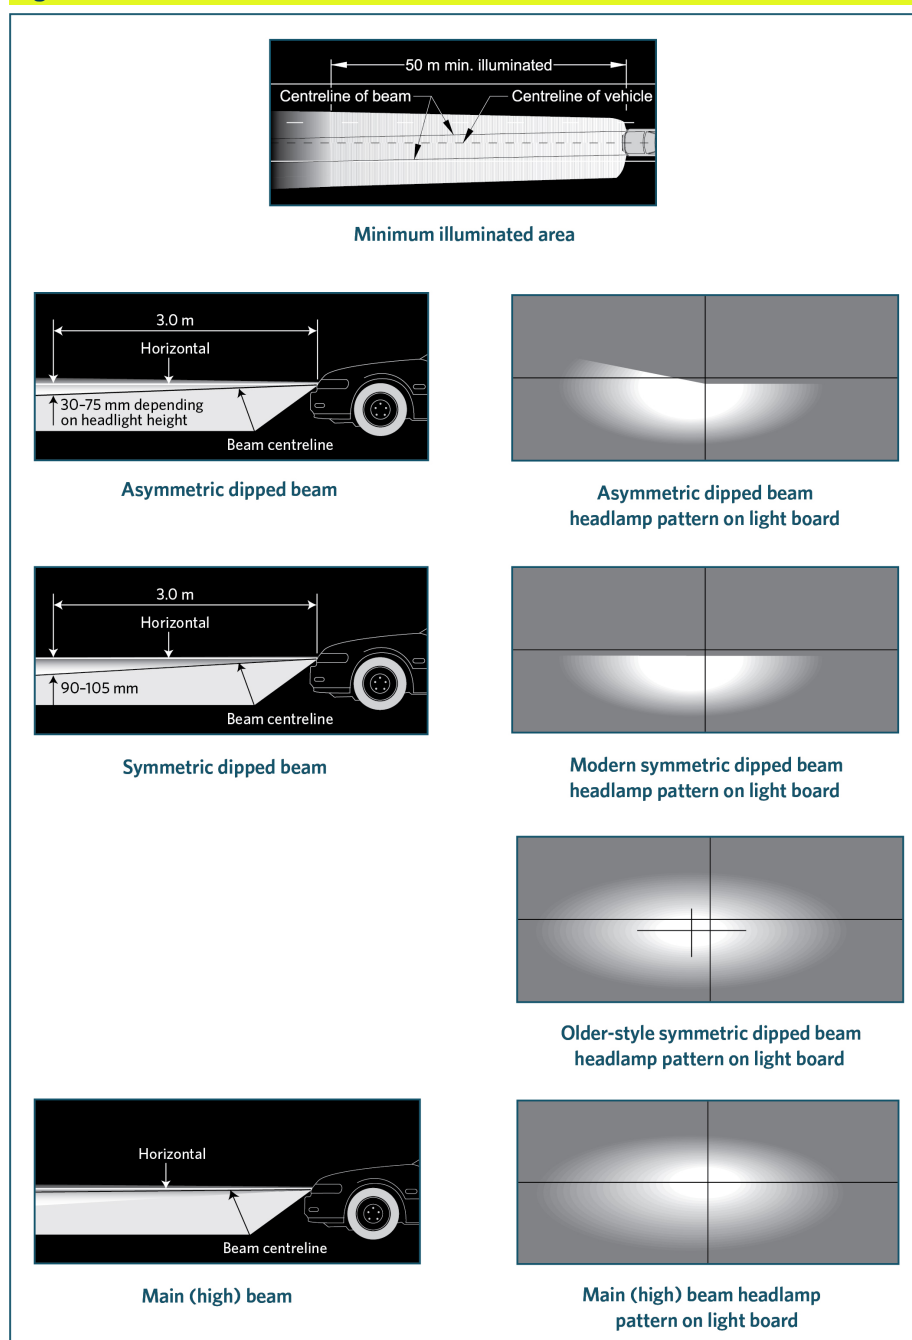 50 m min. illuminated
Centreline of beam
Centreline of vehicle
Minimum illuminated area
3.0 m
Horizontal
30–75 mm depending
on headlight height
Beam centreline
Asymmetric dipped beam
Asymmetric dipped beam
headlamp pattern on light board
3.0 m
Horizontal
90–105 mm
Beam centreline
Symmetric dipped beam
Modern symmetric dipped beam
headlamp pattern on light board
Older-style symmetric dipped beam
headlamp pattern on light board
Horizontal
Beam centreline
Main (high) beam
Main (high) beam headlamp
pattern on light board